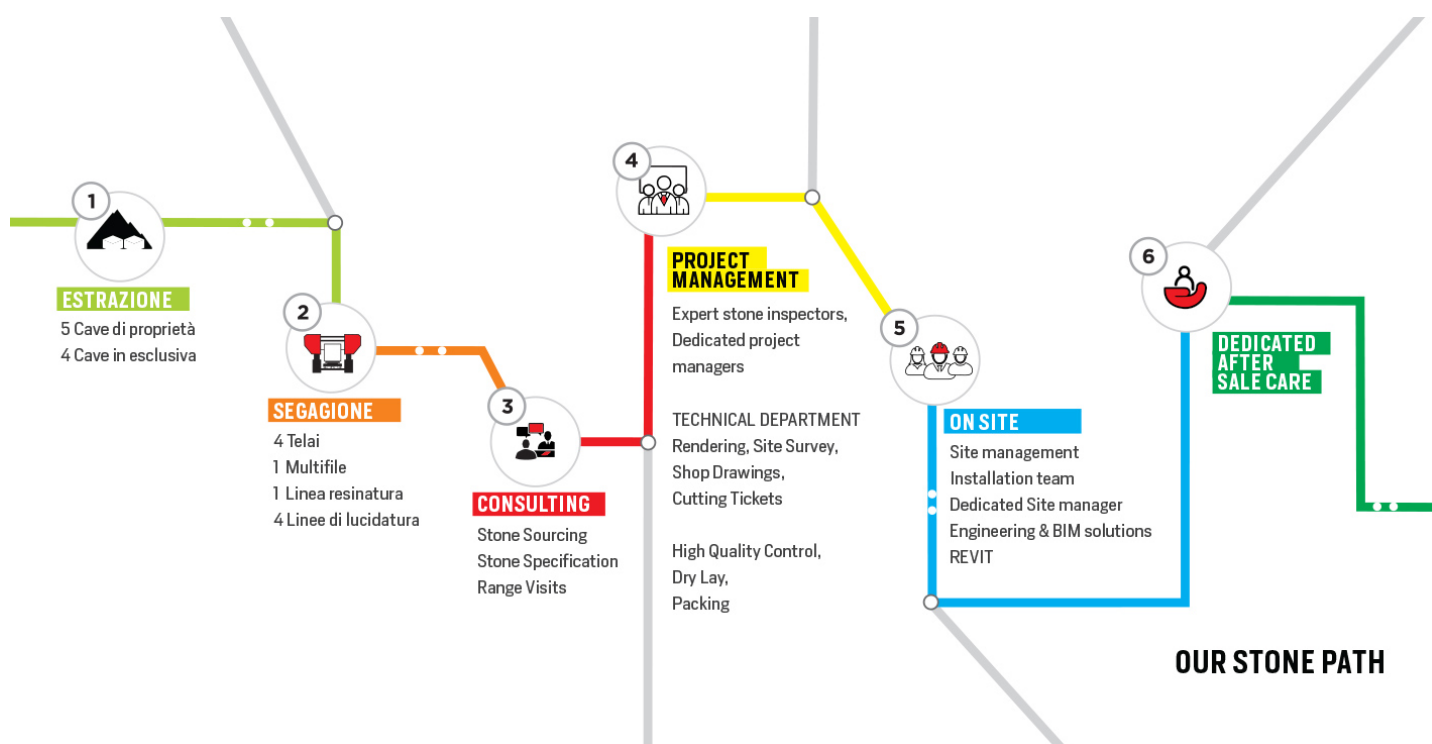 1
ESTRAZIONE
5 Cave di proprietà
4 Cave in esclusiva
2
SEGAGIONE
4 Telai
1 Multifile
1 Linea resinatura
4 Linee di lucidatura
3
CONSULTING
Stone Sourcing
Stone Specification
Range Visits
4
PROJECT
MANAGEMENT
Expert stone inspectors,
Dedicated project
managers
TECHNICAL DEPARTMENT
Rendering, Site Survey,
Shop Drawings,
Cutting Tickets
High Quality Control,
Dry Lay,
Packing
5
ON SITE
Site management
Installation team
Dedicated Site manager
Engineering & BIM solutions
REVIT
6
DEDICATED
AFTER
SALE CARE
OUR STONE PATH